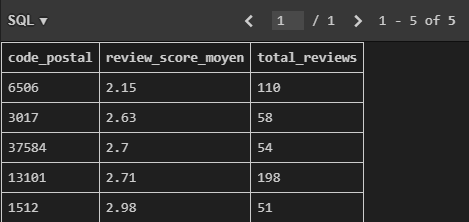 SQL ▼ < 1 / 1 > 1 - 5 of 5
code_postal review_score_moyen total_reviews
6506 2.15 110
3017 2.63 58
37584 2.7 54
13101 2.71 198
1512 2.98 51